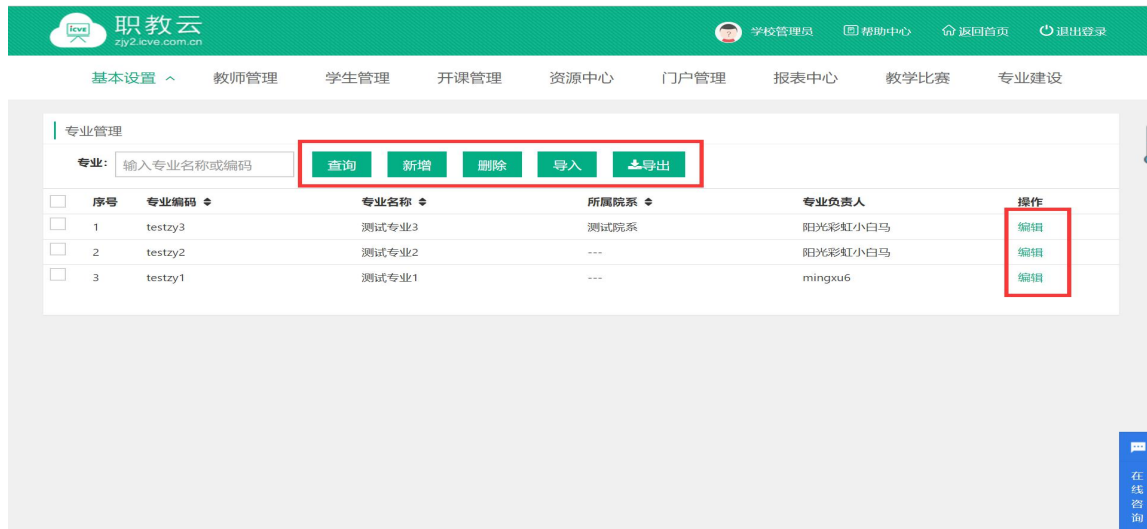 icve 职教云
zjy2.icve.com.cn
学校管理员 帮助中心 返回首页 退出登录
基本设置 教师管理 学生管理 开课管理 资源中心 门户管理 报表中心 教学比赛 专业建设
专业管理
专业: 输入专业名称或编码 查询 新增 删除 导入 导出
序号 专业编码 专业名称 所属院系 专业负责人 操作
1 testzy3 测试专业3 测试院系 阳光彩虹小白马 编辑
2 testzy2 测试专业2 --- 阳光彩虹小白马 编辑
3 testzy1 测试专业1 --- mingxu6 编辑
在线咨询